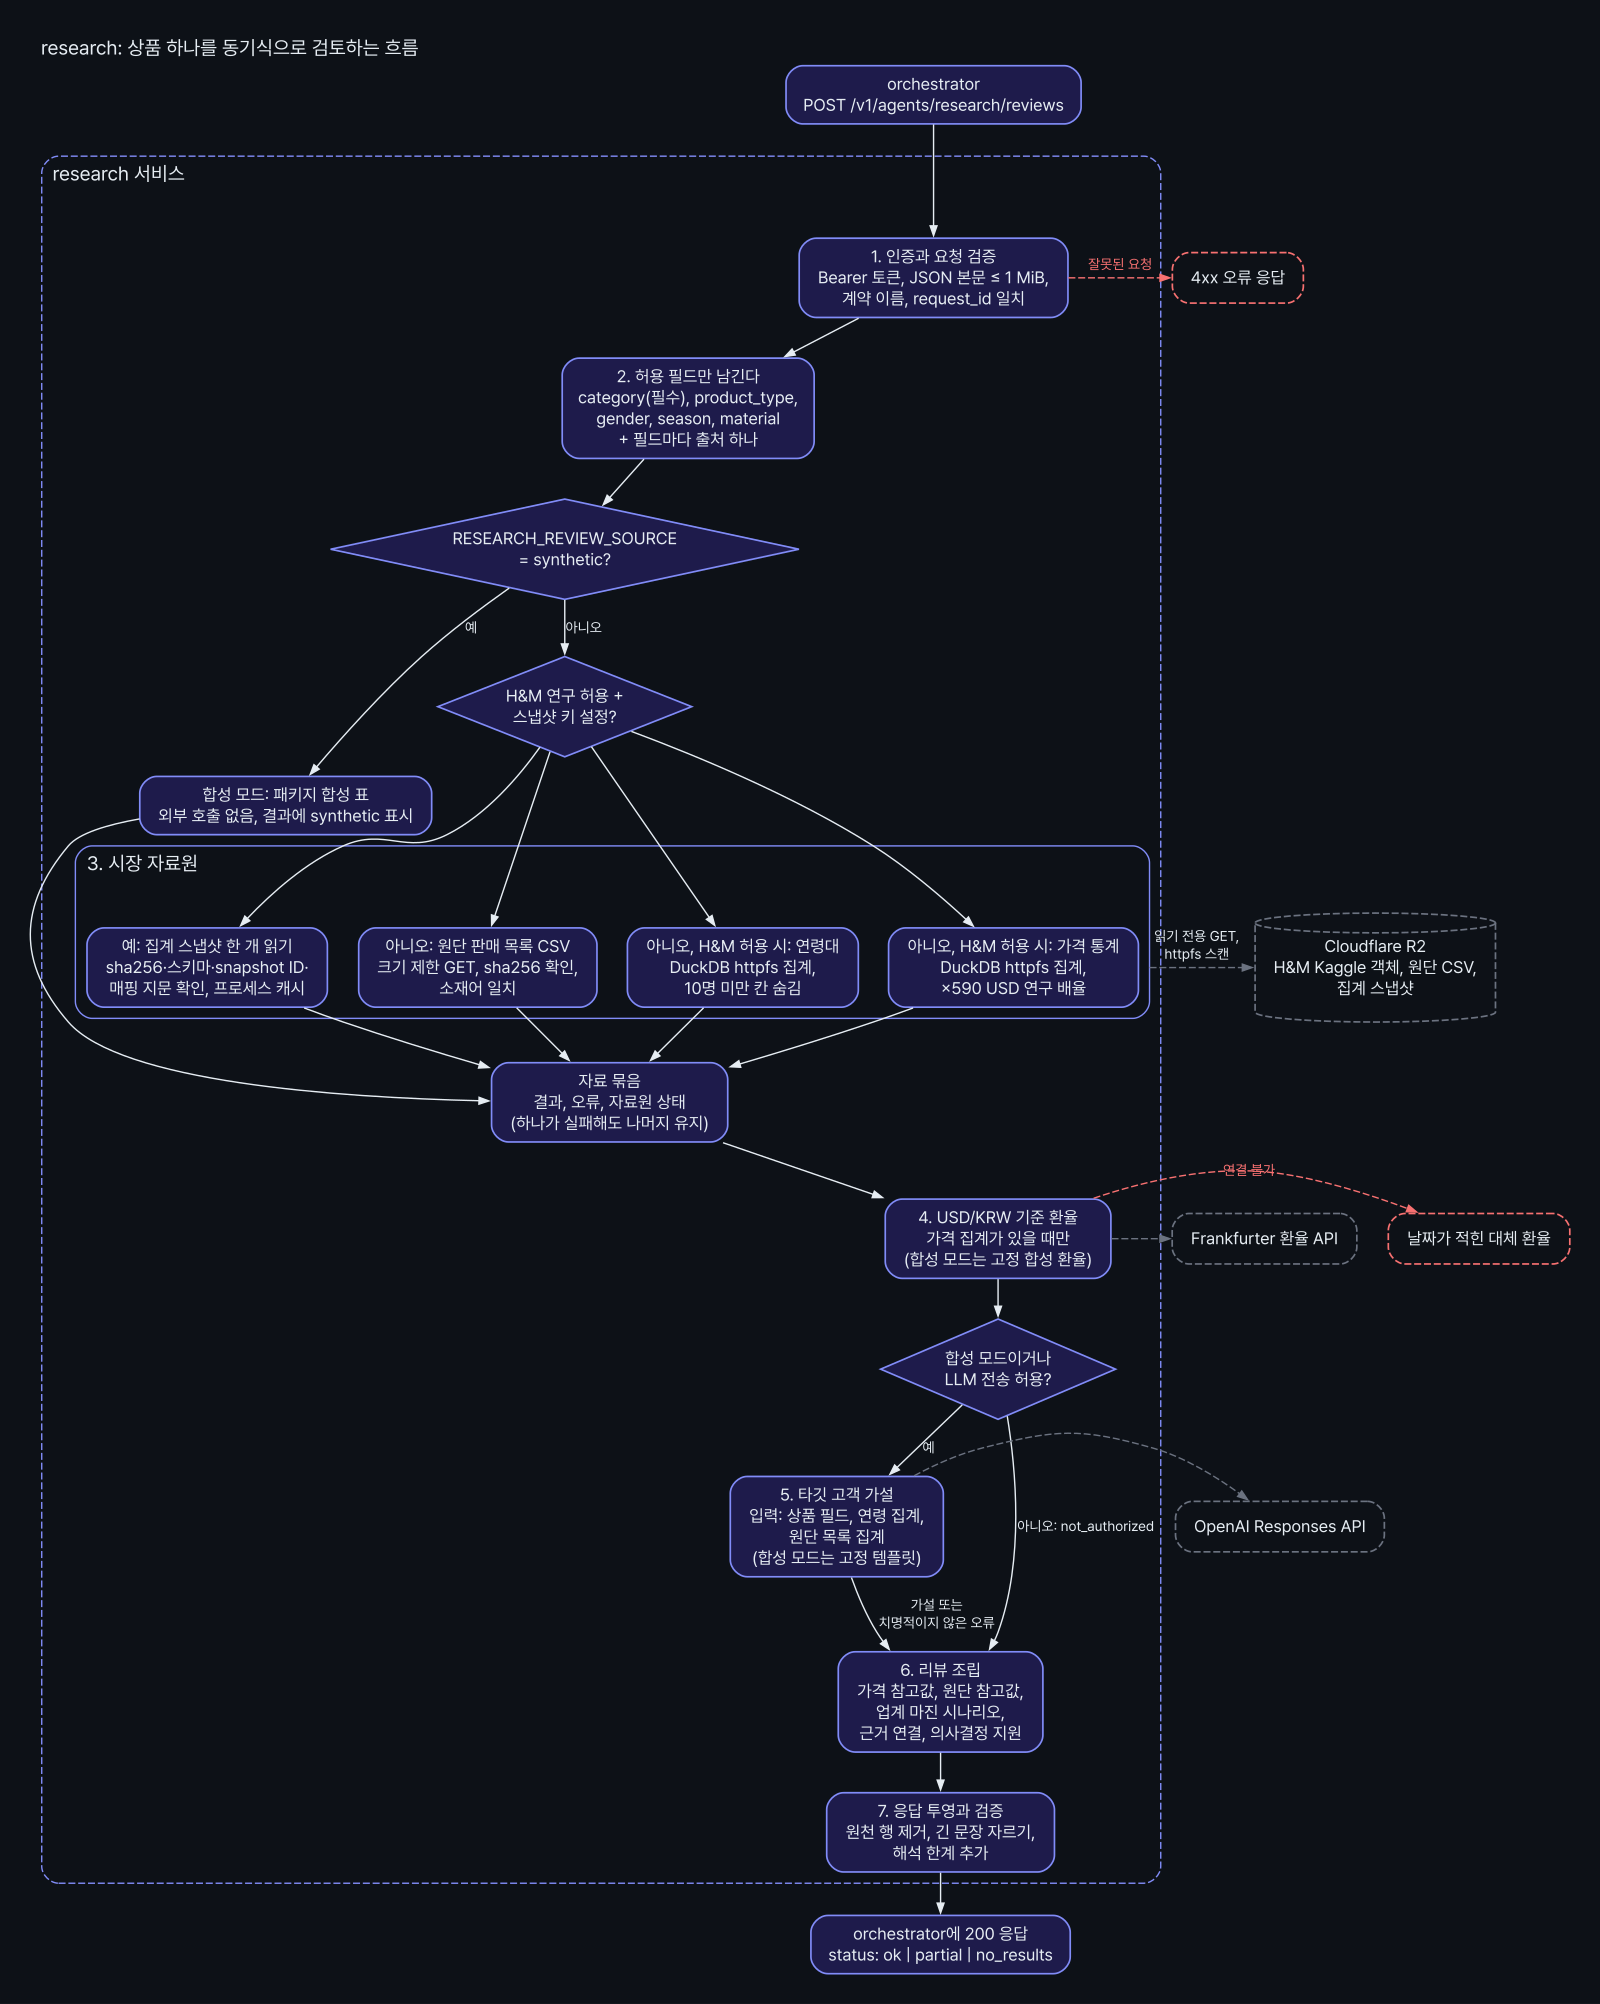 research: 상품 하나를 동기식으로 검토하는 흐름
orchestrator
POST /v1/agents/research/reviews
research 서비스
1. 인증과 요청 검증
Bearer 토큰, JSON 본문 ≤ 1 MiB,
계약 이름, request_id 일치
잘못된 요청
4xx 오류 응답
2. 허용 필드만 남긴다
category(필수), product_type,
gender, season, material
+ 필드마다 출처 하나
RESEARCH_REVIEW_SOURCE
= synthetic?
예
아니오
H&M 연구 허용 +
스냅샷 키 설정?
합성 모드: 패키지 합성 표
외부 호출 없음, 결과에 synthetic 표시
3. 시장 자료원
예: 집계 스냅샷 한 개 읽기
sha256·스키마·snapshot ID·
매핑 지문 확인, 프로세스 캐시
아니오: 원단 판매 목록 CSV
크기 제한 GET, sha256 확인,
소재어 일치
아니오, H&M 허용 시: 연령대
DuckDB httpfs 집계,
10명 미만 칸 숨김
아니오, H&M 허용 시: 가격 통계
DuckDB httpfs 집계,
×590 USD 연구 배율
읽기 전용 GET,
httpfs 스캔
Cloudflare R2
H&M Kaggle 객체, 원단 CSV,
집계 스냅샷
자료 묶음
결과, 오류, 자료원 상태
(하나가 실패해도 나머지 유지)
연결 불가
4. USD/KRW 기준 환율
가격 집계가 있을 때만
(합성 모드는 고정 합성 환율)
Frankfurter 환율 API
날짜가 적힌 대체 환율
합성 모드이거나
LLM 전송 허용?
예
5. 타깃 고객 가설
입력: 상품 필드, 연령 집계,
원단 목록 집계
(합성 모드는 고정 템플릿)
아니오: not_authorized
OpenAI Responses API
가설 또는
치명적이지 않은 오류
6. 리뷰 조립
가격 참고값, 원단 참고값,
업계 마진 시나리오,
근거 연결, 의사결정 지원
7. 응답 투영과 검증
원천 행 제거, 긴 문장 자르기,
해석 한계 추가
orchestrator에 200 응답
status: ok | partial | no_results